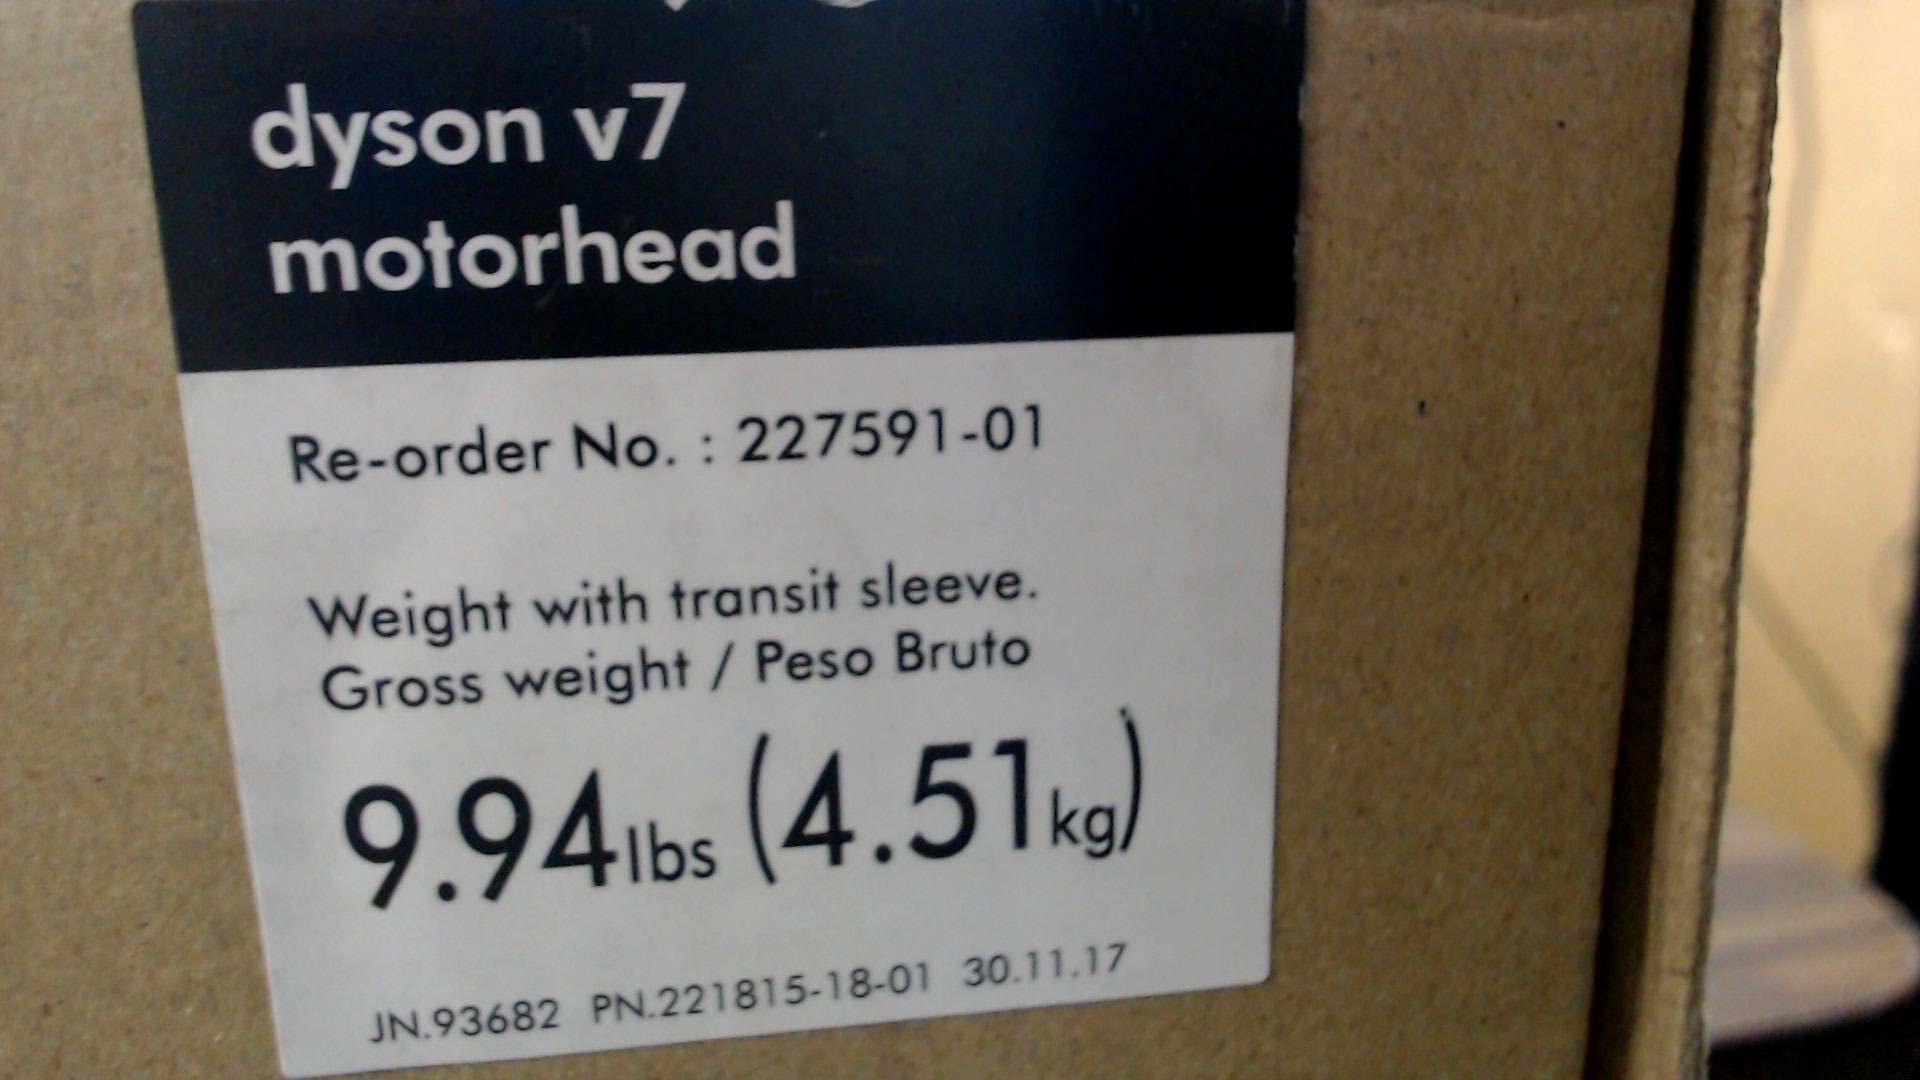 dyson v7
motorhead
Re-order No. : 227591-01
Weight with transit sleeve.
Gross weight / Peso Bruto
9.94lbs (4.51kg)
JN.93682 PN.221815-18-01 30.11.17